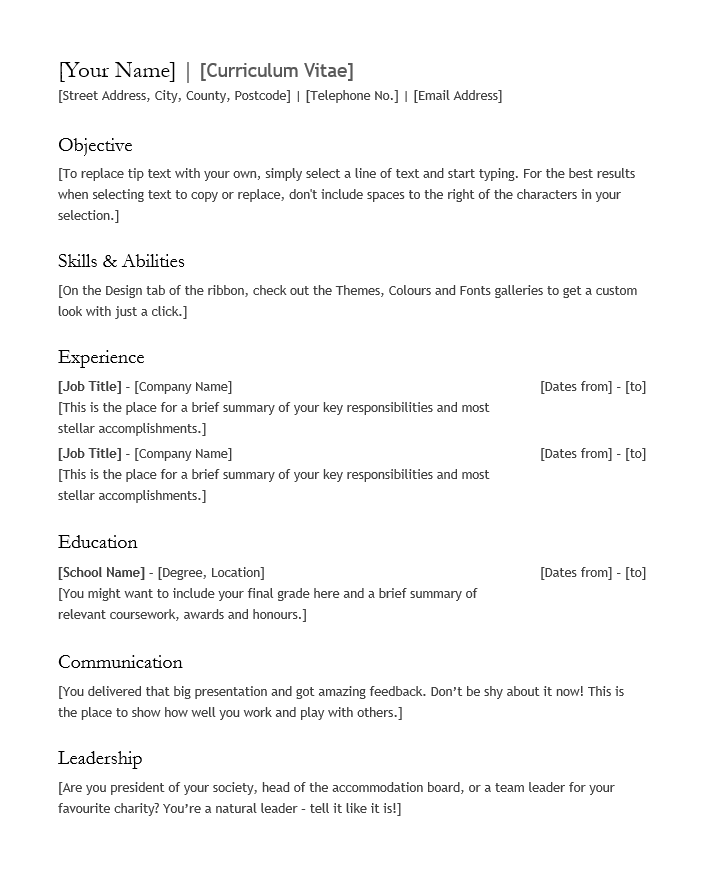 [Your Name] | [Curriculum Vitae]
[Street Address, City, County, Postcode] | [Telephone No.] | [Email Address]
Objective
[To replace tip text with your own, simply select a line of text and start typing. For the best results
when selecting text to copy or replace, don't include spaces to the right of the characters in your
selection.]
Skills & Abilities
[On the Design tab of the ribbon, check out the Themes, Colours and Fonts galleries to get a custom
look with just a click.]
Experience
[Job Title] – [Company Name] [Dates from] – [to]
[This is the place for a brief summary of your key responsibilities and most
stellar accomplishments.]
[Job Title] – [Company Name] [Dates from] – [to]
[This is the place for a brief summary of your key responsibilities and most
stellar accomplishments.]
Education
[School Name] – [Degree, Location] [Dates from] – [to]
[You might want to include your final grade here and a brief summary of
relevant coursework, awards and honours.]
Communication
[You delivered that big presentation and got amazing feedback. Don’t be shy about it now! This is
the place to show how well you work and play with others.]
Leadership
[Are you president of your society, head of the accommodation board, or a team leader for your
favourite charity? You’re a natural leader – tell it like it is!]